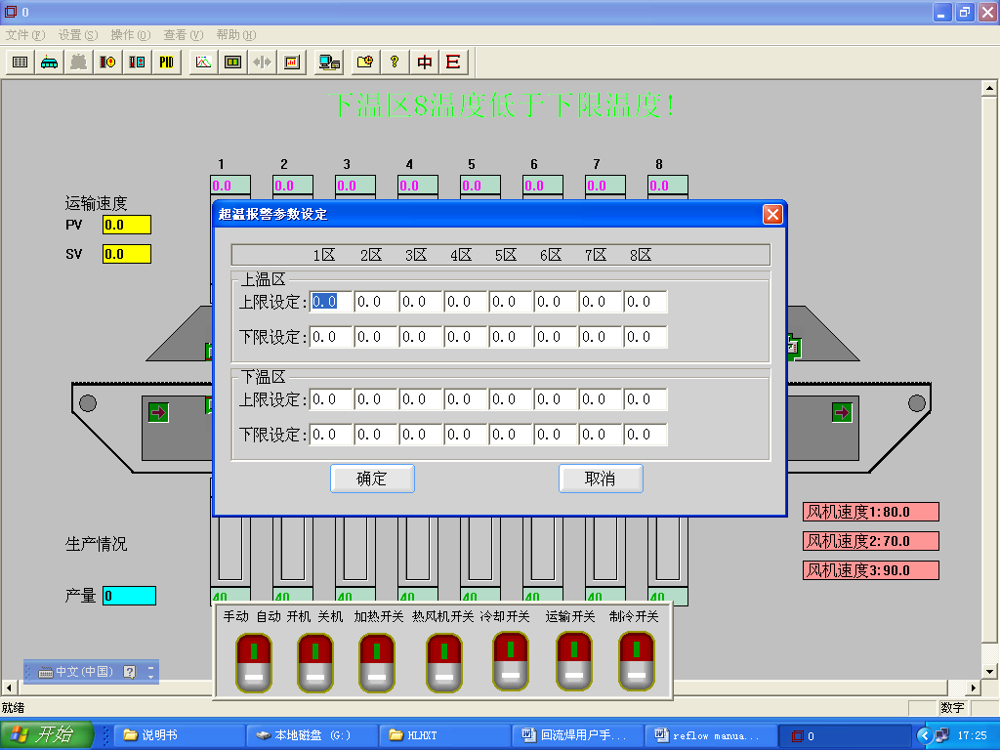 0
文件(F) 设置(S) 操作(O) 查看(V) 帮助(H)
PID ? 中
下温区8温度低于下限温度!
1 2 3 4 5 6 7 8
0.0 0.0 0.0 0.0 0.0 0.0 0.0 0.0
运输速度
PV 0.0
SV 0.0
超温报警参数设定
1区 2区 3区 4区 5区 6区 7区 8区
上温区
上限设定: 0.0 0.0 0.0 0.0 0.0 0.0 0.0 0.0
下限设定: 0.0 0.0 0.0 0.0 0.0 0.0 0.0 0.0
下温区
上限设定: 0.0 0.0 0.0 0.0 0.0 0.0 0.0 0.0
下限设定: 0.0 0.0 0.0 0.0 0.0 0.0 0.0 0.0
确定 取消
风机速度1:80.0
风机速度2:70.0
风机速度3:90.0
生产情况
产量 0
40 40 40 40 40 40 40 40
手动 自动 开机 关机 加热开关 热风机开关 冷却开关 运输开关 制冷开关
中文(中国) ?
就绪 数字
开始 说明书 本地磁盘 (G:) HLHXT 回流焊用户手... reflow manua... 0 17:25